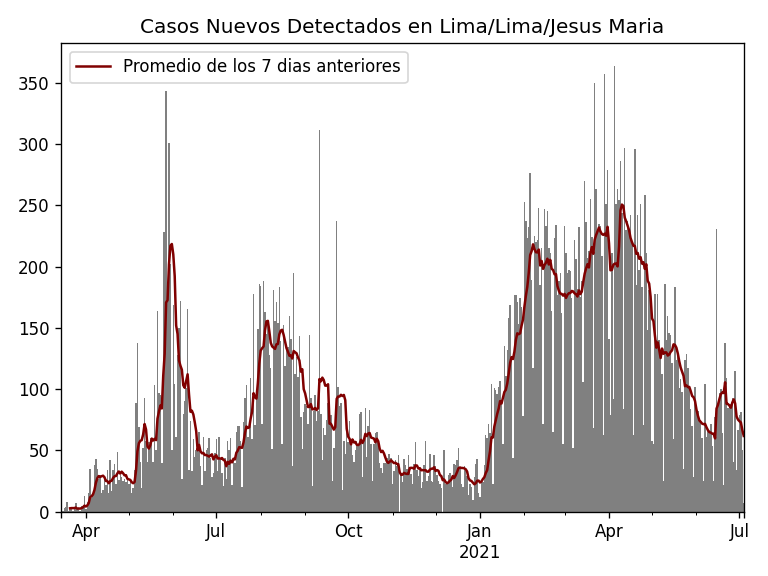 Casos Nuevos Detectados en Lima/Lima/Jesus Maria
Promedio de los 7 dias anteriores
350
300
250
200
150
100
50
0
Apr
Jul
Oct
Jan
2021
Apr
Jul